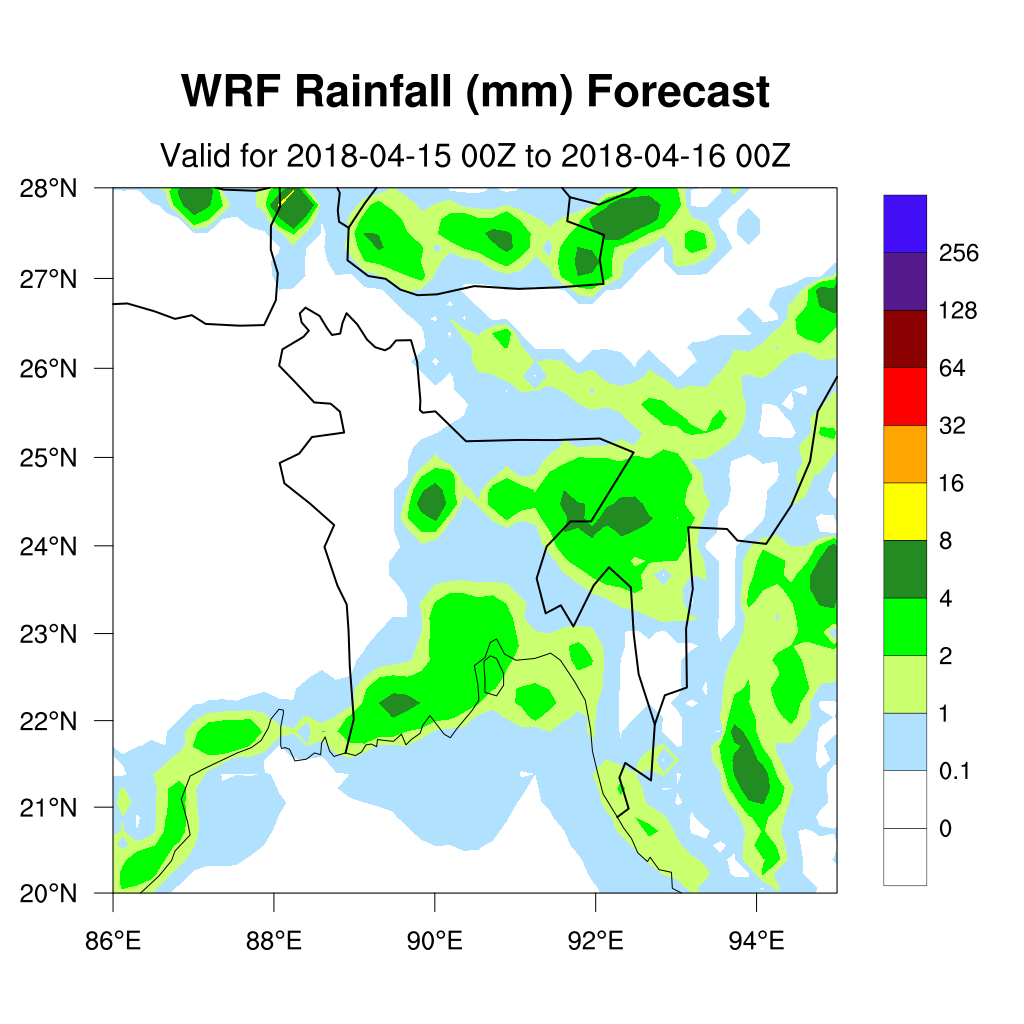 WRF Rainfall (mm) Forecast
Valid for 2018-04-15 00Z to 2018-04-16 00Z
28°N
27°N
26°N
25°N
24°N
23°N
22°N
21°N
20°N
86°E
88°E
90°E
92°E
94°E
256
128
64
32
16
8
4
2
1
0.1
0